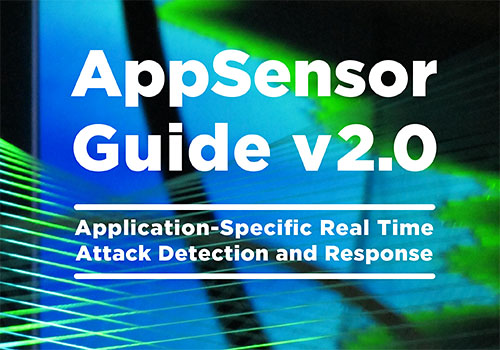 AppSensor
Guide v2.0
Application-Specific Real Time
Attack Detection and Response